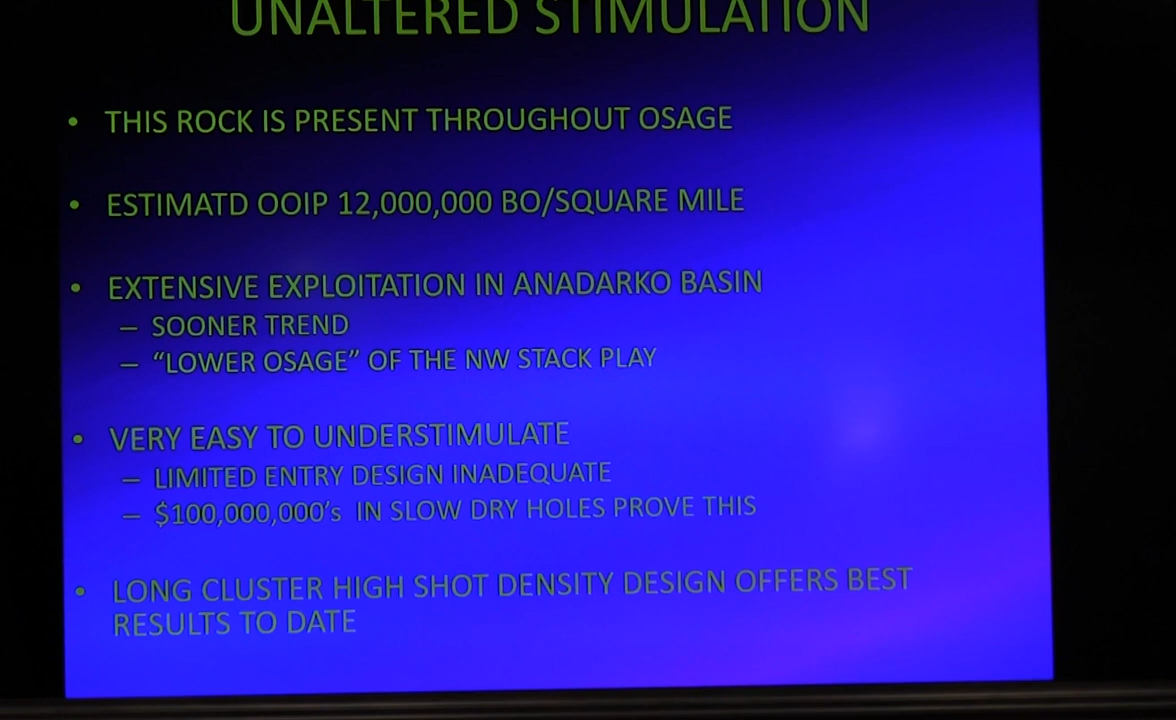 UNALTERED STIMULATION
• THIS ROCK IS PRESENT THROUGHOUT OSAGE
• ESTIMATD OOIP 12,000,000 BO/SQUARE MILE
• EXTENSIVE EXPLOITATION IN ANADARKO BASIN
– SOONER TREND
– “LOWER OSAGE” OF THE NW STACK PLAY
• VERY EASY TO UNDERSTIMULATE
– LIMITED ENTRY DESIGN INADEQUATE
– $100,000,000’s IN SLOW DRY HOLES PROVE THIS
• LONG CLUSTER HIGH SHOT DENSITY DESIGN OFFERS BEST
RESULTS TO DATE